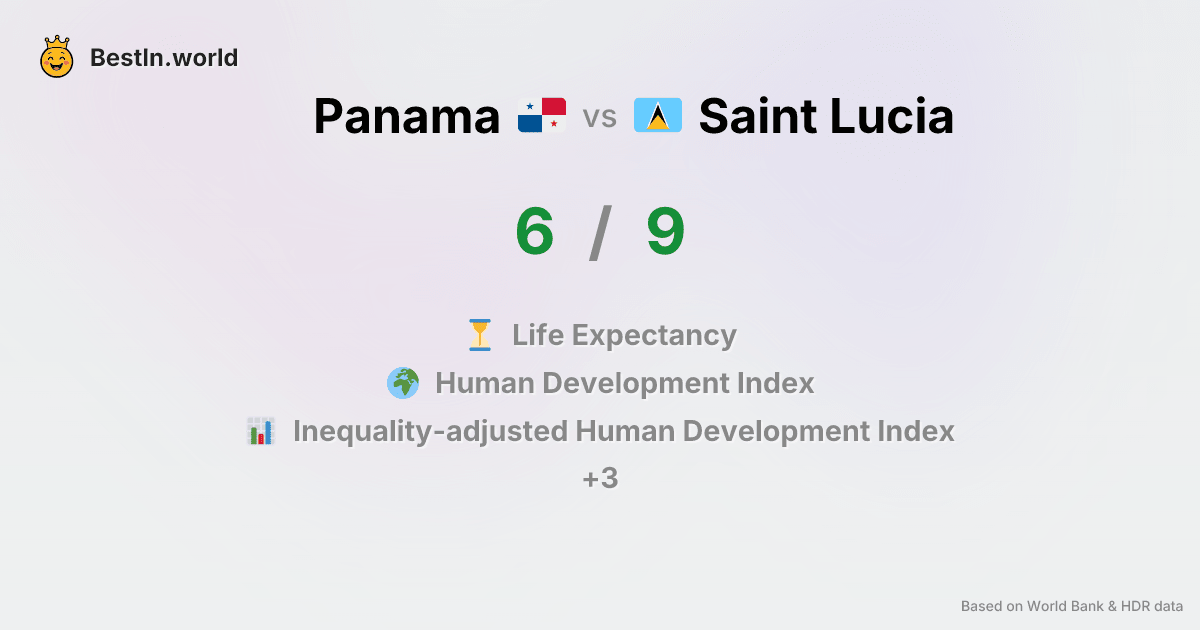 BestIn.world
Panama vs Saint Lucia
6 / 9
Life Expectancy
Human Development Index
Inequality-adjusted Human Development Index
+3
Based on World Bank & HDR data